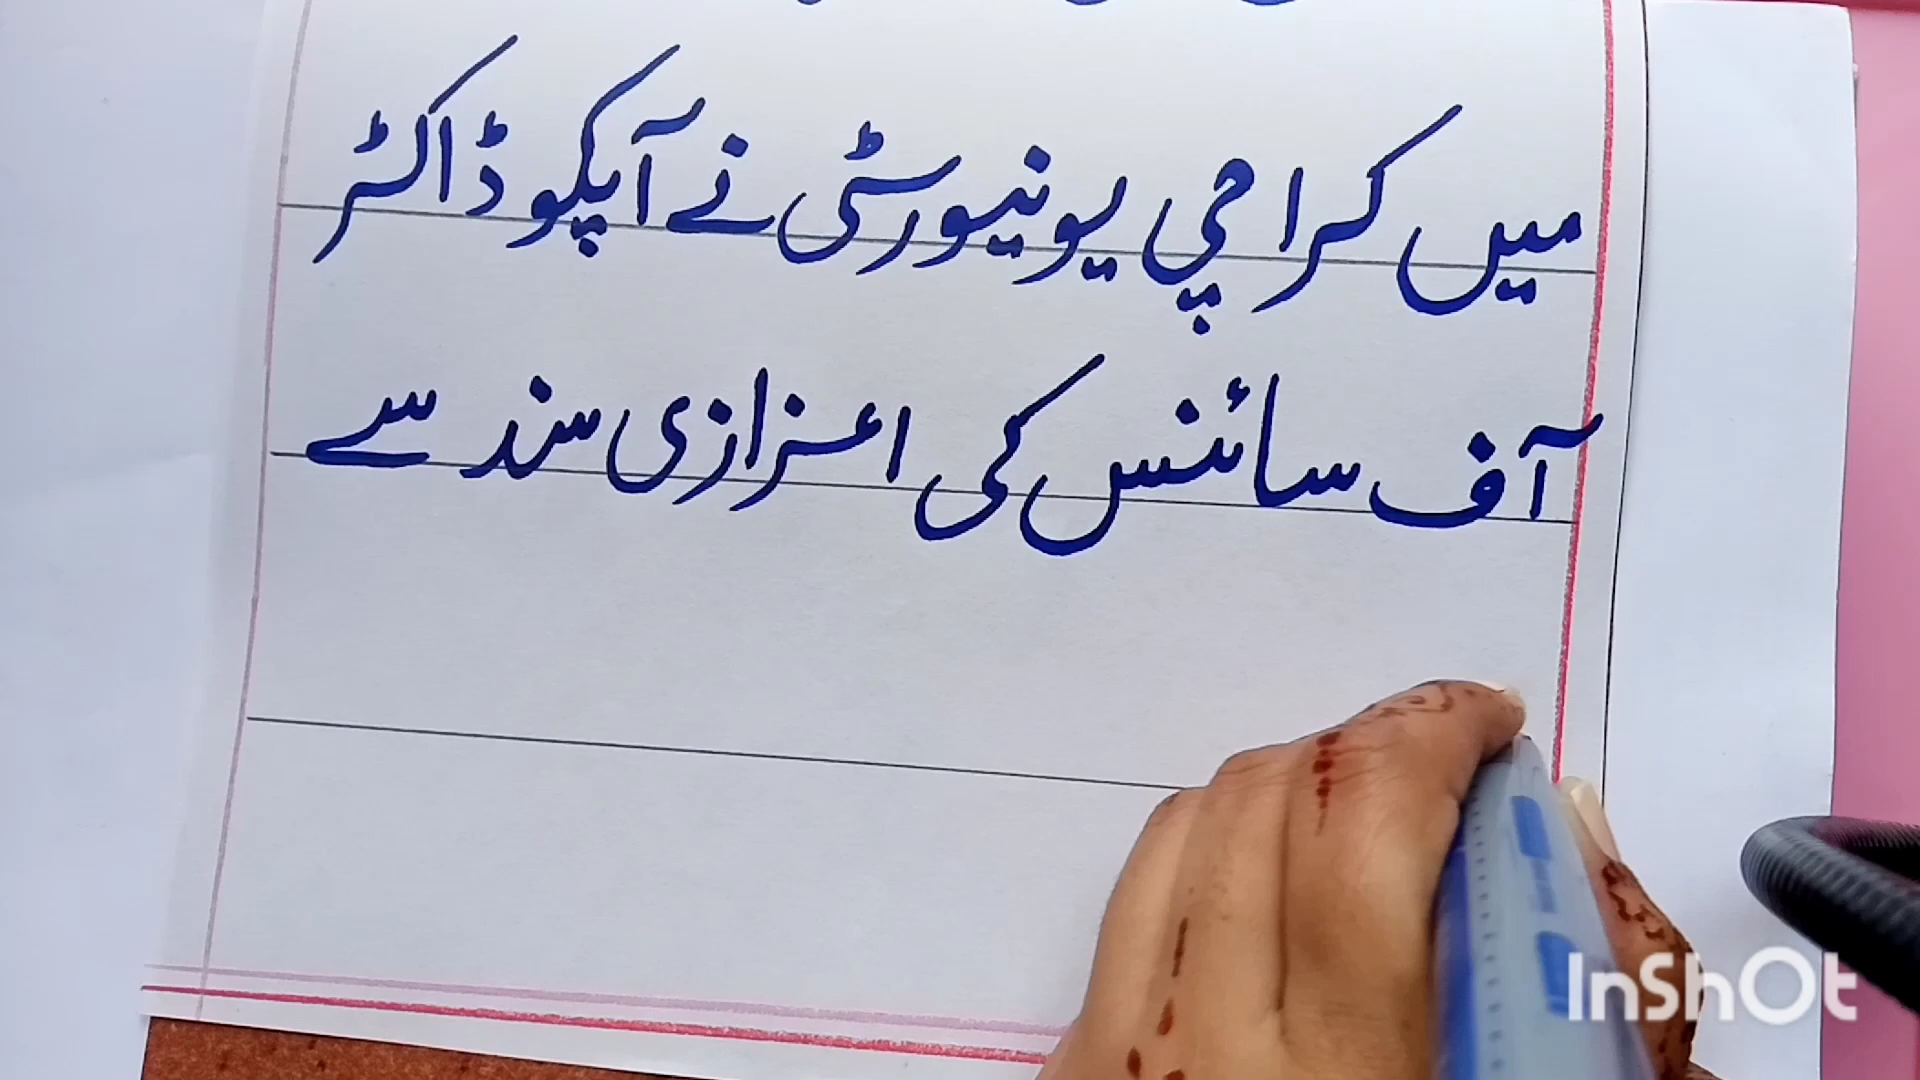 میں کراچی یونیورسٹی نے آپکو ڈاکٹر
آف سائنس کی اعزازی سند سے
InShOt